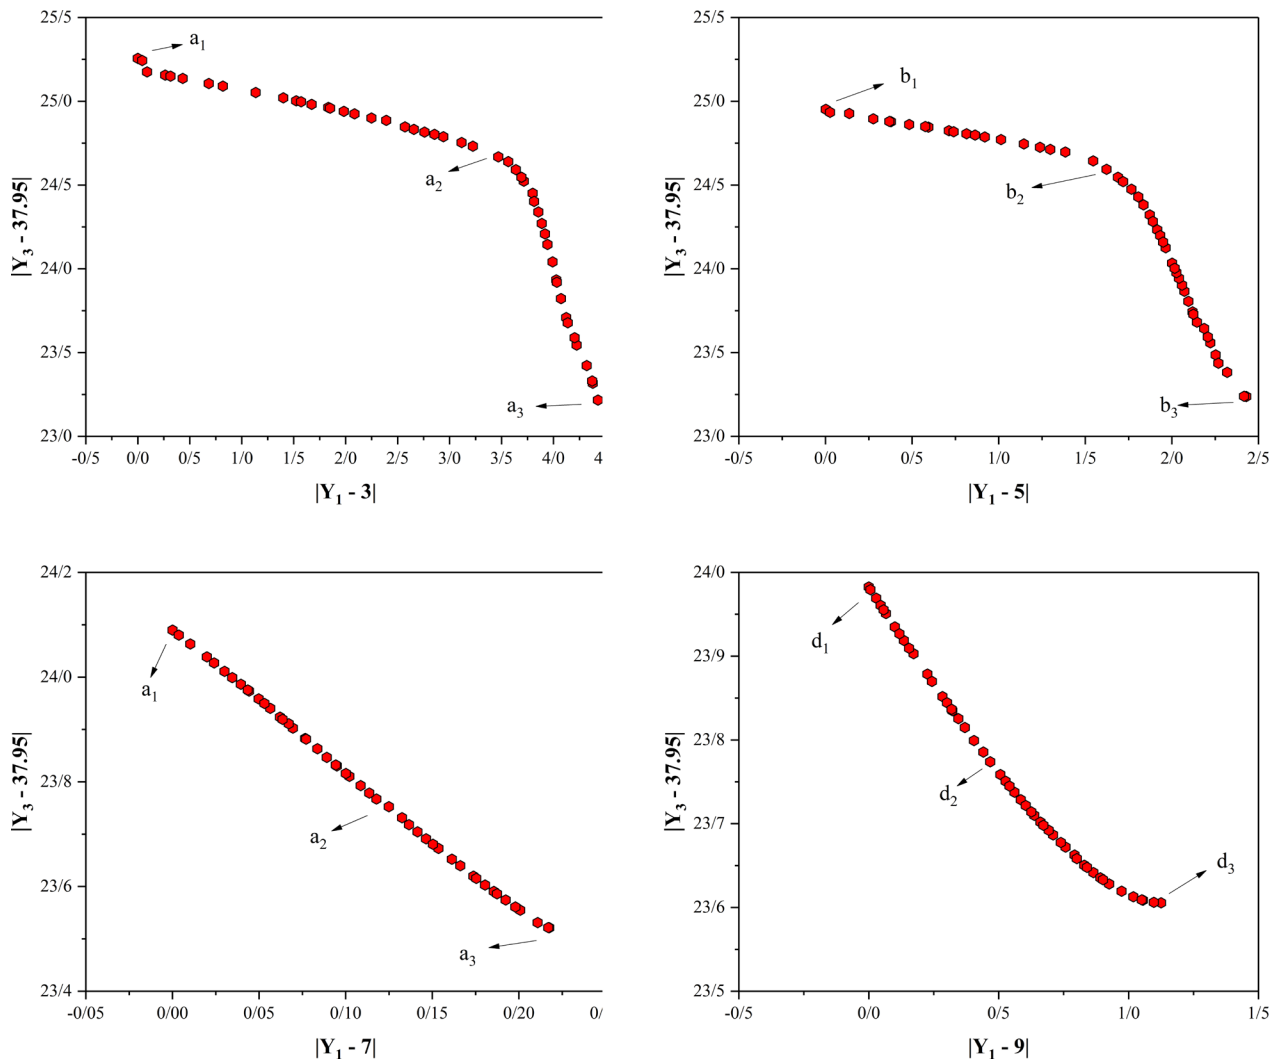 25/5
25/0
24/5
24/0
23/5
23/0
-0/5 0/0 0/5 1/0 1/5 2/0 2/5 3/0 3/5 4/0 4
|Y3 - 37.95|
|Y1 - 3|
a1
a2
a3
25/5
25/0
24/5
24/0
23/5
23/0
-0/5 0/0 0/5 1/0 1/5 2/0 2/5
|Y3 - 37.95|
|Y1 - 5|
b1
b2
b3
24/2
24/0
23/8
23/6
23/4
-0/05 0/00 0/05 0/10 0/15 0/20 0/
|Y3 - 37.95|
|Y1 - 7|
a1
a2
a3
24/0
23/9
23/8
23/7
23/6
23/5
-0/5 0/0 0/5 1/0 1/5
|Y3 - 37.95|
|Y1 - 9|
d1
d2
d3